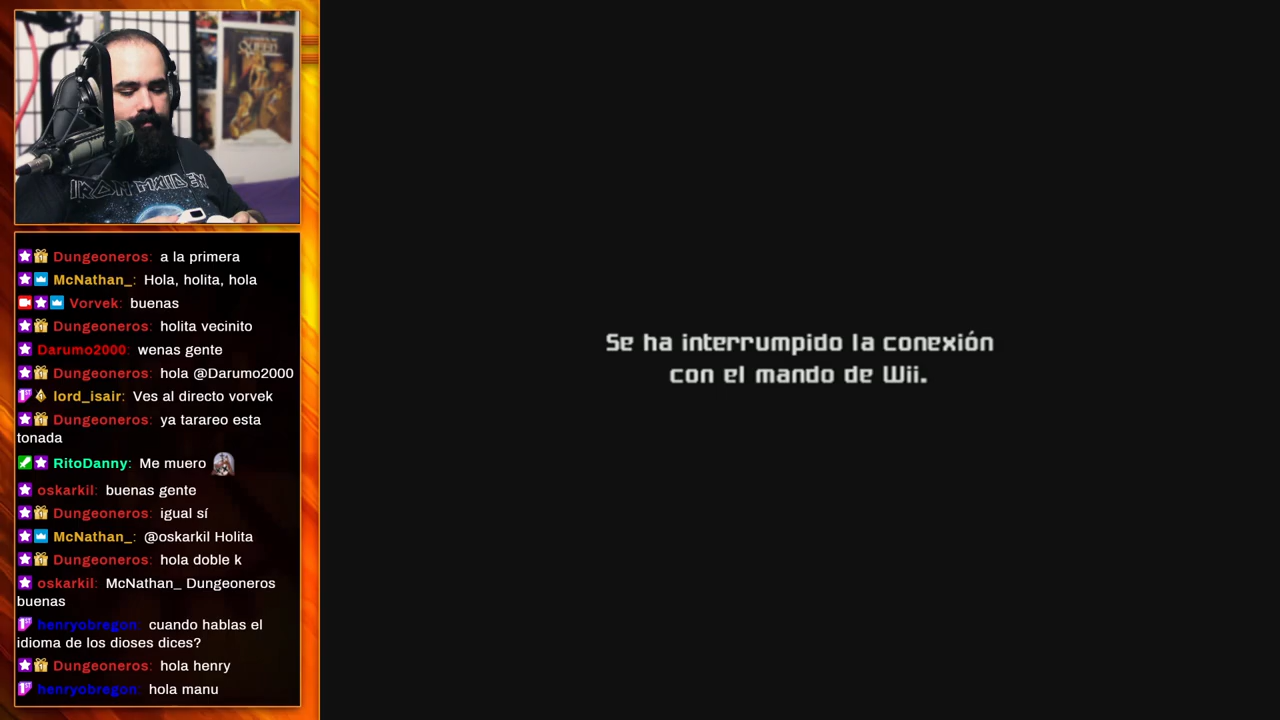 QUEEN
IRON MAIDEN
Dungeoneros: a la primera
McNathan_: Hola, holita, hola
Vorvek: buenas
Dungeoneros: holita vecinito
Darumo2000: wenas gente
Dungeoneros: hola @Darumo2000
lord_isair: Ves al directo vorvek
Dungeoneros: ya tarareo esta
tonada
RitoDanny: Me muero
oskarkil: buenas gente
Dungeoneros: igual sí
McNathan_: @oskarkil Holita
Dungeoneros: hola doble k
oskarkil: McNathan_ Dungeoneros
buenas
henryobregon: cuando hablas el
idioma de los dioses dices?
Dungeoneros: hola henry
henryobregon: hola manu
Se ha interrumpido la conexión
con el mando de Wii.